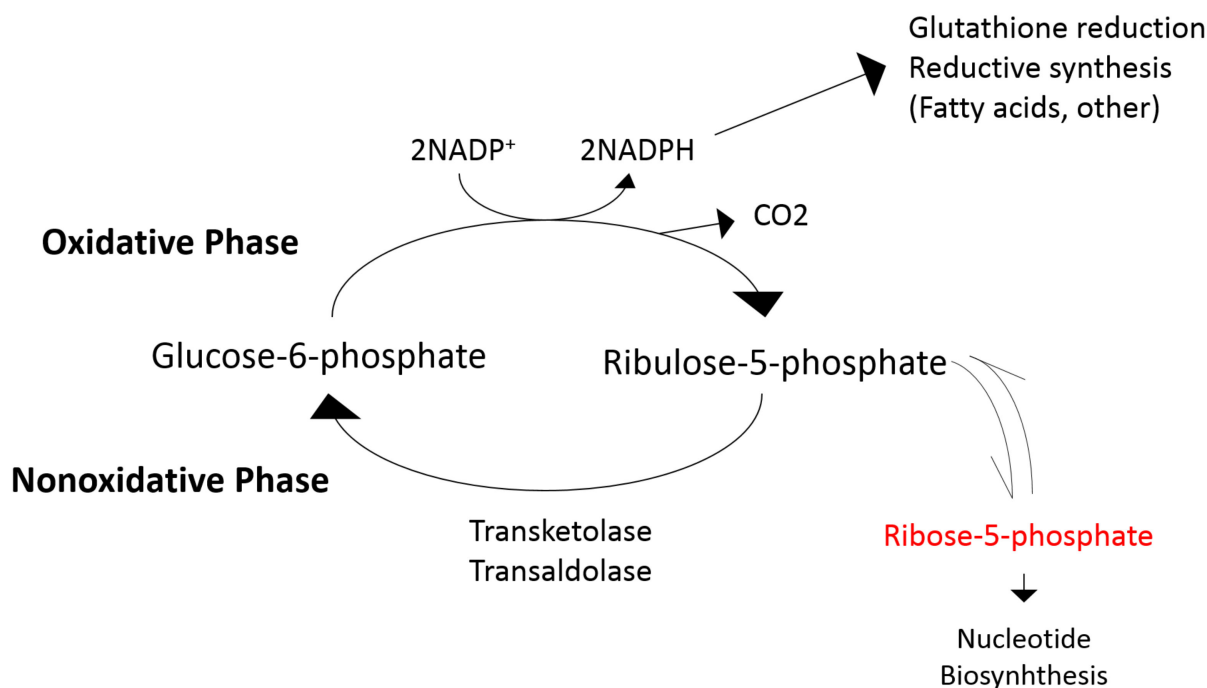 Glutathione reduction
Reductive synthesis
(Fatty acids, other)
2NADP⁺
2NADPH
CO2
Oxidative Phase
Glucose-6-phosphate
Ribulose-5-phosphate
Nonoxidative Phase
Transketolase
Transaldolase
Ribose-5-phosphate
Nucleotide
Biosynhthesis